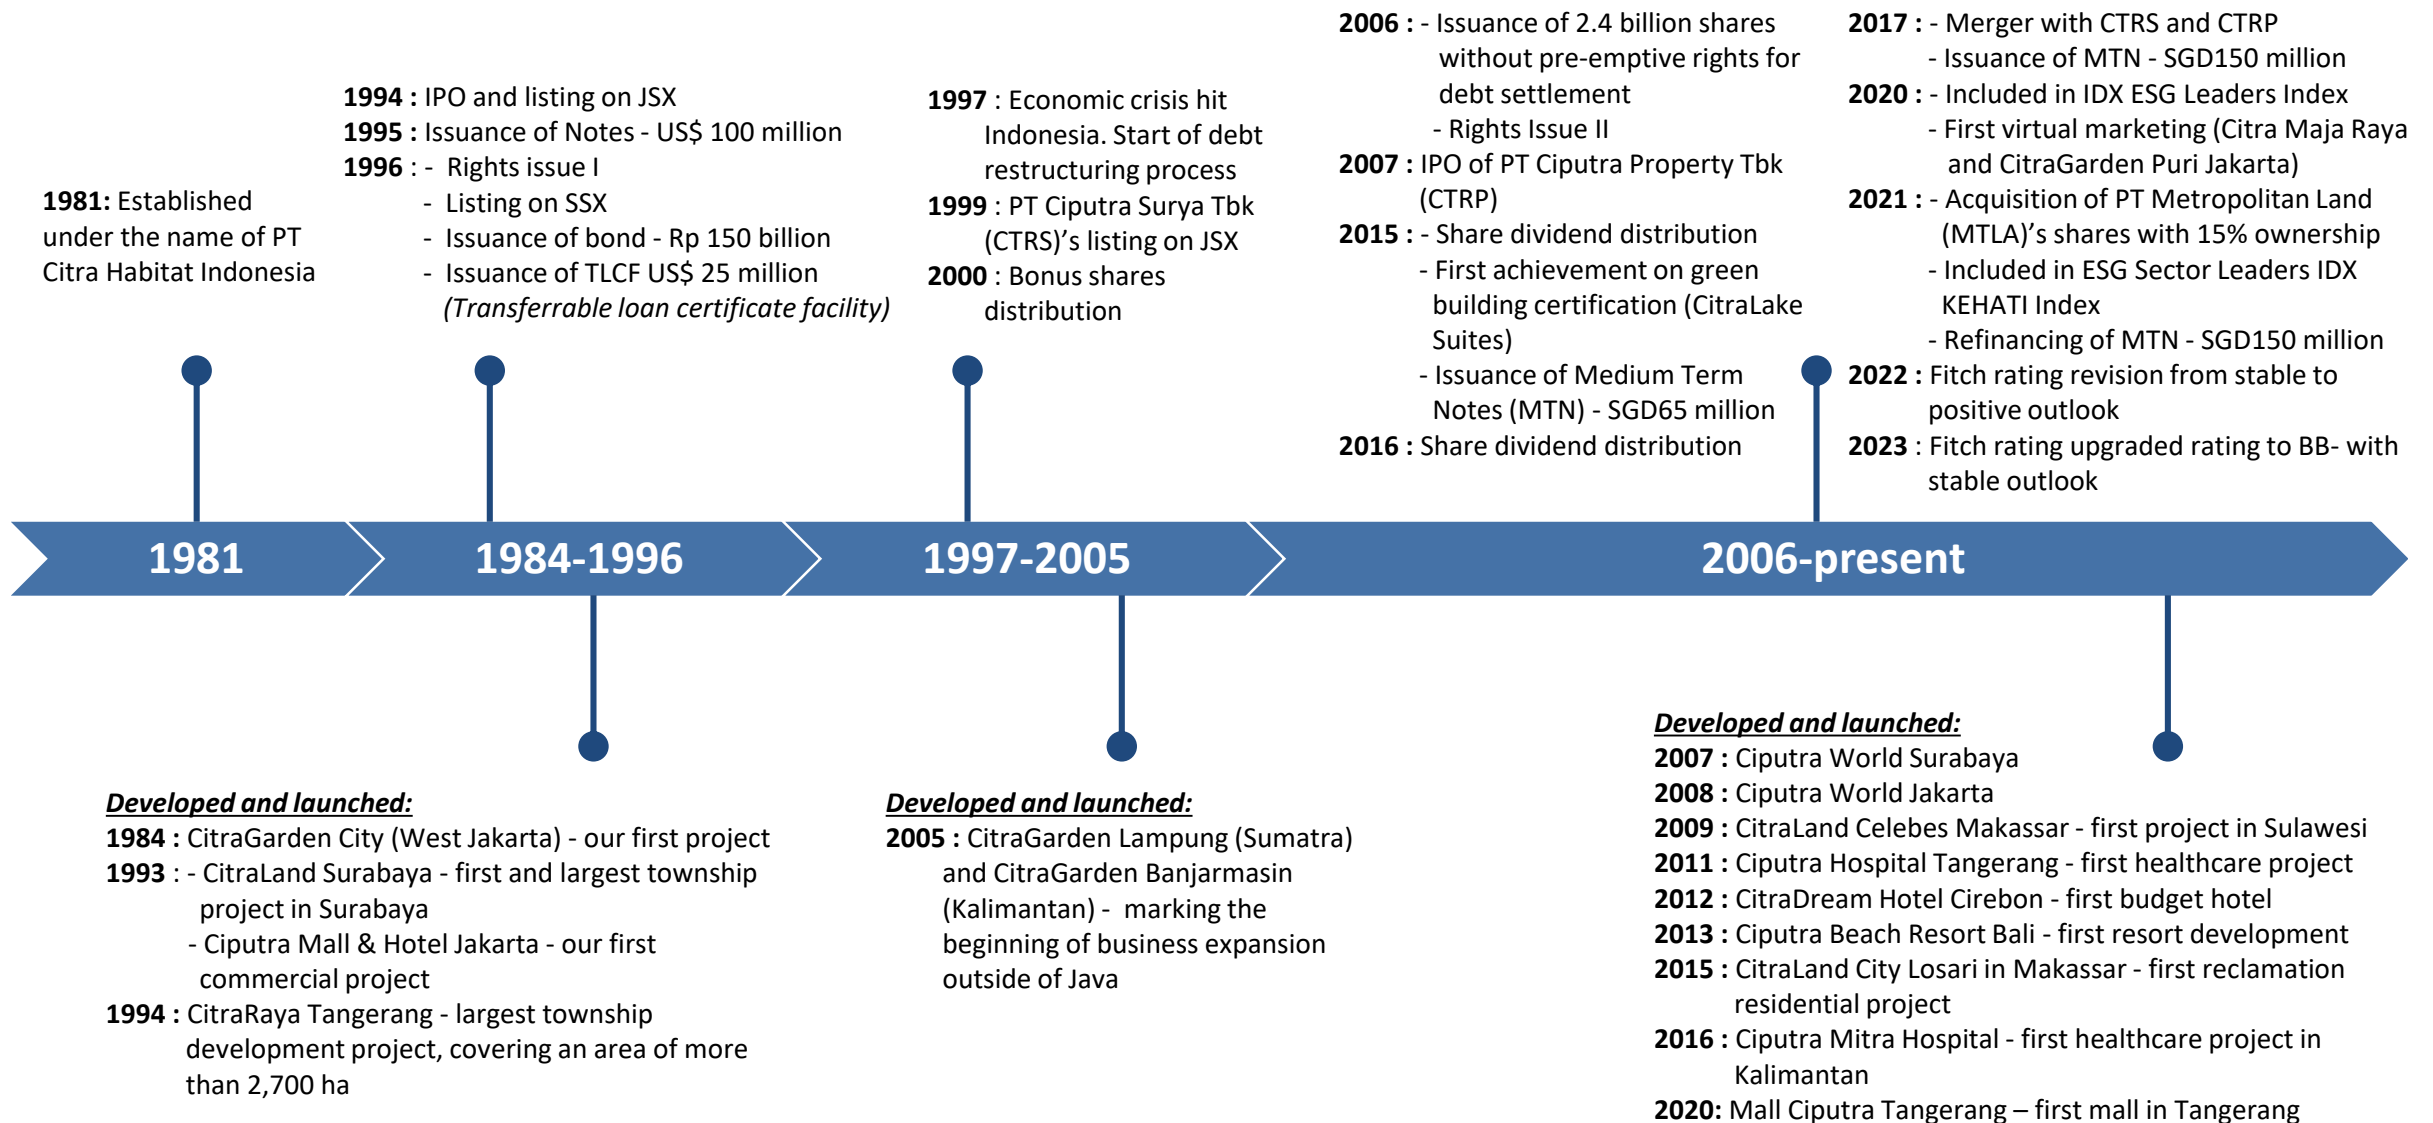 1981: Established
under the name of PT
Citra Habitat Indonesia
1994 : IPO and listing on JSX
1995 : Issuance of Notes - US$ 100 million
1996 : - Rights issue I
- Listing on SSX
- Issuance of bond - Rp 150 billion
- Issuance of TLCF US$ 25 million
(Transferrable loan certificate facility)
1997 : Economic crisis hit
Indonesia. Start of debt
restructuring process
1999 : PT Ciputra Surya Tbk
(CTRS)’s listing on JSX
2000 : Bonus shares
distribution
2006 : - Issuance of 2.4 billion shares
without pre-emptive rights for
debt settlement
- Rights Issue II
2007 : IPO of PT Ciputra Property Tbk
(CTRP)
2015 : - Share dividend distribution
- First achievement on green
building certification (CitraLake
Suites)
- Issuance of Medium Term
Notes (MTN) - SGD65 million
2016 : Share dividend distribution
2017 : - Merger with CTRS and CTRP
- Issuance of MTN - SGD150 million
2020 : - Included in IDX ESG Leaders Index
- First virtual marketing (Citra Maja Raya
and CitraGarden Puri Jakarta)
2021 : - Acquisition of PT Metropolitan Land
(MTLA)’s shares with 15% ownership
- Included in ESG Sector Leaders IDX
KEHATI Index
- Refinancing of MTN - SGD150 million
2022 : Fitch rating revision from stable to
positive outlook
2023 : Fitch rating upgraded rating to BB- with
stable outlook
1981
1984-1996
1997-2005
2006-present
Developed and launched:
1984 : CitraGarden City (West Jakarta) - our first project
1993 : - CitraLand Surabaya - first and largest township
project in Surabaya
- Ciputra Mall & Hotel Jakarta - our first
commercial project
1994 : CitraRaya Tangerang - largest township
development project, covering an area of more
than 2,700 ha
Developed and launched:
2005 : CitraGarden Lampung (Sumatra)
and CitraGarden Banjarmasin
(Kalimantan) - marking the
beginning of business expansion
outside of Java
Developed and launched:
2007 : Ciputra World Surabaya
2008 : Ciputra World Jakarta
2009 : CitraLand Celebes Makassar - first project in Sulawesi
2011 : Ciputra Hospital Tangerang - first healthcare project
2012 : CitraDream Hotel Cirebon - first budget hotel
2013 : Ciputra Beach Resort Bali - first resort development
2015 : CitraLand City Losari in Makassar - first reclamation
residential project
2016 : Ciputra Mitra Hospital - first healthcare project in
Kalimantan
2020: Mall Ciputra Tangerang – first mall in Tangerang